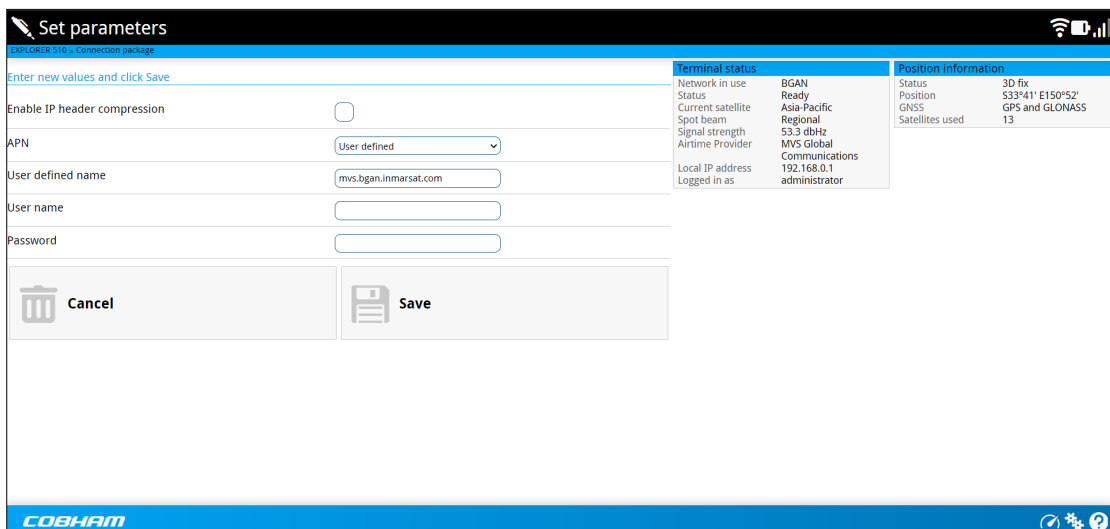 Set parameters
EXPLORER 510 > Connection package
Enter new values and click Save
Enable IP header compression
APN
User defined
User defined name
mvs.bgan.inmarsat.com
User name
Password
Cancel
Save
Terminal status
Network in use BGAN
Status Ready
Current satellite Asia-Pacific
Spot beam Regional
Signal strength 53.3 dbHz
Airtime Provider MVS Global
Communications
Local IP address 192.168.0.1
Logged in as administrator
Position information
Status 3D fix
Position S33°41' E150°52'
GNSS GPS and GLONASS
Satellites used 13
COBHAM